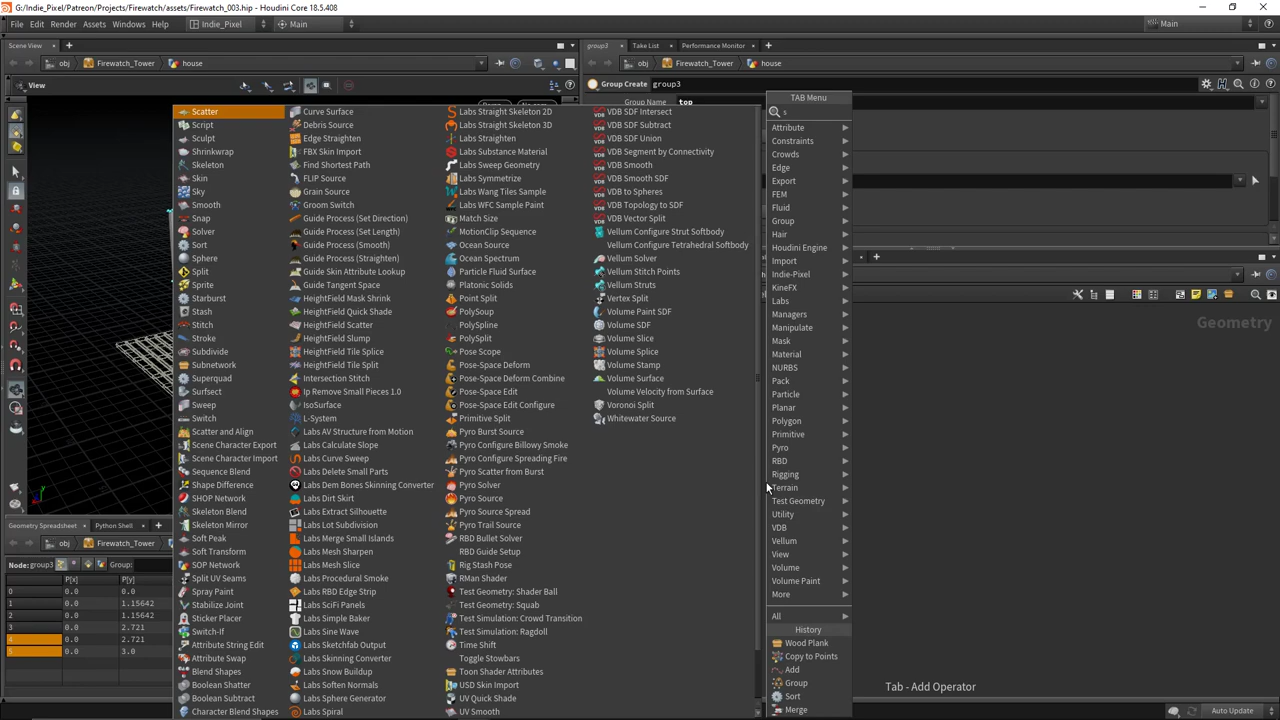 G:/Indie_Pixel/Patreon/Projects/Firewatch/assets/Firewatch_003.hip - Houdini Core 18.5.408
File Edit Render Assets Windows Help Indie_Pixel Main Main
Scene View
group3 Take List Performance Monitor
obj Firewatch_Tower house
obj Firewatch_Tower house
View
Group Create group3
Group Name top
Scatter
Script
Sculpt
Shrinkwrap
Skeleton
Skin
Sky
Smooth
Snap
Solver
Sort
Sphere
Split
Sprite
Starburst
Stash
Stitch
Stroke
Subdivide
Subnetwork
Superquad
Surfsect
Sweep
Switch
Scatter and Align
Scene Character Export
Scene Character Import
Sequence Blend
Shape Difference
SHOP Network
Skeleton Blend
Skeleton Mirror
Soft Peak
Soft Transform
SOP Network
Split UV Seams
Spray Paint
Stabilize Joint
Sticker Placer
Switch-If
Attribute String Edit
Attribute Swap
Blend Shapes
Boolean Shatter
Boolean Subtract
Character Blend Shapes
Curve Surface
Debris Source
Edge Straighten
FBX Skin Import
Find Shortest Path
FLIP Source
Grain Source
Groom Switch
Guide Process (Set Direction)
Guide Process (Set Length)
Guide Process (Smooth)
Guide Process (Straighten)
Guide Skin Attribute Lookup
Guide Tangent Space
HeightField Mask Shrink
HeightField Quick Shade
HeightField Scatter
HeightField Slump
HeightField Tile Splice
HeightField Tile Split
Intersection Stitch
Ip Remove Small Pieces 1.0
IsoSurface
L-System
Labs AV Structure from Motion
Labs Calculate Slope
Labs Curve Sweep
Labs Delete Small Parts
Labs Dem Bones Skinning Converter
Labs Dirt Skirt
Labs Lot Subdivision
Labs Merge Small Islands
Labs Mesh Sharpen
Labs Mesh Slice
Labs Procedural Smoke
Labs RBD Edge Strip
Labs SciFi Panels
Labs Simple Baker
Labs Sine Wave
Labs Sketchfab Output
Labs Skinning Converter
Labs Snow Buildup
Labs Soften Normals
Labs Sphere Generator
Labs Spiral
Labs Straight Skeleton 2D
Labs Straight Skeleton 3D
Labs Straighten
Labs Substance Material
Labs Sweep Geometry
Labs Symmetrize
Labs Wang Tiles Sample
Labs WFC Sample Paint
Match Size
MotionClip Sequence
Ocean Source
Ocean Spectrum
Particle Fluid Surface
Platonic Solids
Point Split
PolySoup
PolySpline
PolySplit
Pose Scope
Pose-Space Deform
Pose-Space Deform Combine
Pose-Space Edit
Pose-Space Edit Configure
Primitive Split
Pyro Burst Source
Pyro Configure Billowy Smoke
Pyro Configure Spreading Fire
Pyro Scatter from Burst
Pyro Solver
Pyro Source
Pyro Source Spread
Pyro Trail Source
RBD Bullet Solver
RBD Guide Setup
Rig Stash Pose
RMan Shader
Test Geometry: Shader Ball
Test Geometry: Squab
Test Simulation: Crowd Transition
Test Simulation: Ragdoll
Time Shift
Toggle Stowbars
Toon Shader Attributes
USD Skin Import
UV Quick Shade
UV Smooth
VDB SDF Intersect
VDB SDF Subtract
VDB SDF Union
VDB Segment by Connectivity
VDB Smooth
VDB Smooth SDF
VDB to Spheres
VDB Topology to SDF
VDB Vector Split
Vellum Configure Strut Softbody
Vellum Configure Tetrahedral Softbody
Vellum Solver
Vellum Stitch Points
Vellum Struts
Vertex Split
Volume Paint SDF
Volume SDF
Volume Slice
Volume Splice
Volume Stamp
Volume Surface
Volume Velocity from Surface
Voronoi Split
Whitewater Source
TAB Menu
s
Attribute
Constraints
Crowds
Edge
Export
FEM
Fluid
Group
Hair
Houdini Engine
Import
Indie-Pixel
KineFX
Labs
Managers
Manipulate
Mask
Material
NURBS
Pack
Particle
Planar
Polygon
Primitive
Pyro
RBD
Rigging
Terrain
Test Geometry
Utility
VDB
Vellum
View
Volume
Volume Paint
More
All
History
Wood Plank
Copy to Points
Add
Group
Sort
Merge
Geometry
Tab - Add Operator
Auto Update
Geometry Spreadsheet Python Shell
obj Firewatch_Tower
Node: group3 Group:
P[x] P[y]
0 0.0 0.0
1 0.0 1.15642
2 0.0 1.15642
3 0.0 2.721
4 0.0 2.721
5 0.0 3.0